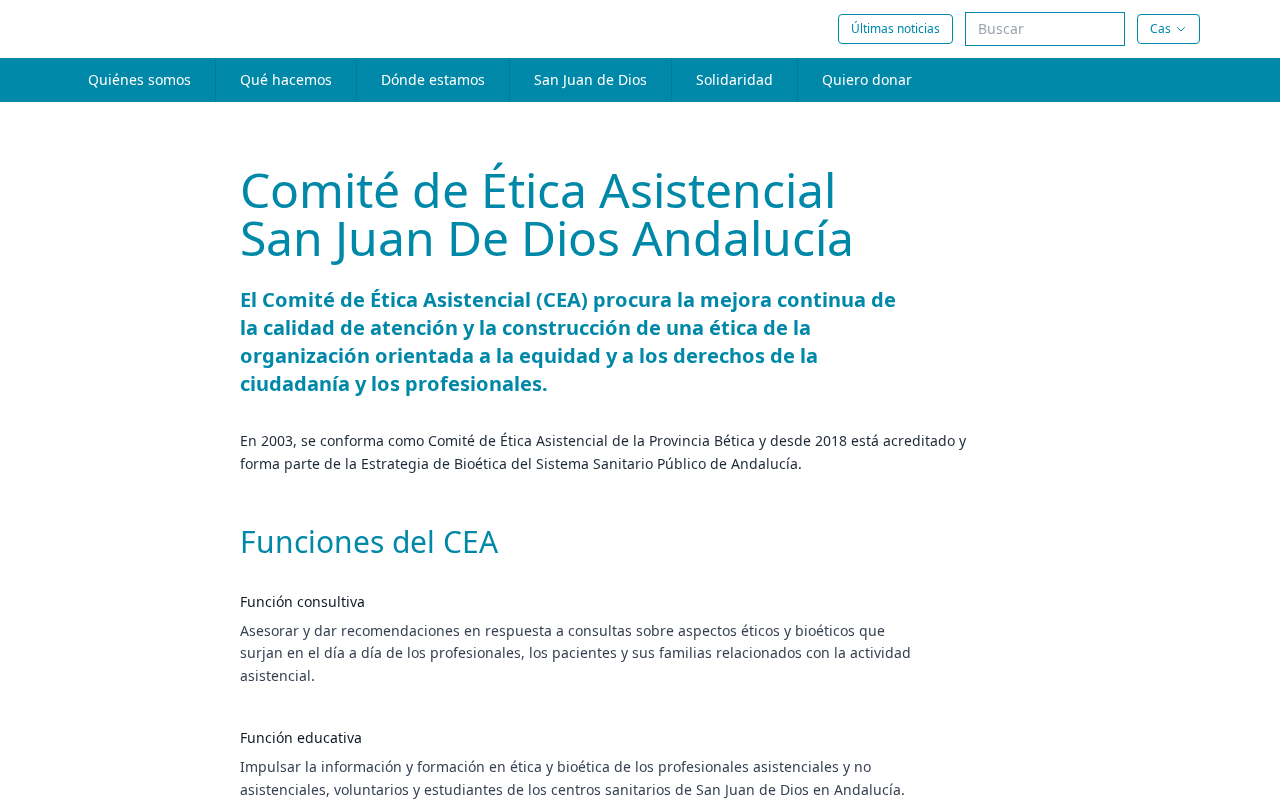 Últimas noticias
Buscar
Cas
Quiénes somos
Qué hacemos
Dónde estamos
San Juan de Dios
Solidaridad
Quiero donar
Comité de Ética Asistencial
San Juan De Dios Andalucía
El Comité de Ética Asistencial (CEA) procura la mejora continua de
la calidad de atención y la construcción de una ética de la
organización orientada a la equidad y a los derechos de la
ciudadanía y los profesionales.
En 2003, se conforma como Comité de Ética Asistencial de la Provincia Bética y desde 2018 está acreditado y
forma parte de la Estrategia de Bioética del Sistema Sanitario Público de Andalucía.
Funciones del CEA
Función consultiva
Asesorar y dar recomendaciones en respuesta a consultas sobre aspectos éticos y bioéticos que
surjan en el día a día de los profesionales, los pacientes y sus familias relacionados con la actividad
asistencial.
Función educativa
Impulsar la información y formación en ética y bioética de los profesionales asistenciales y no
asistenciales, voluntarios y estudiantes de los centros sanitarios de San Juan de Dios en Andalucía.